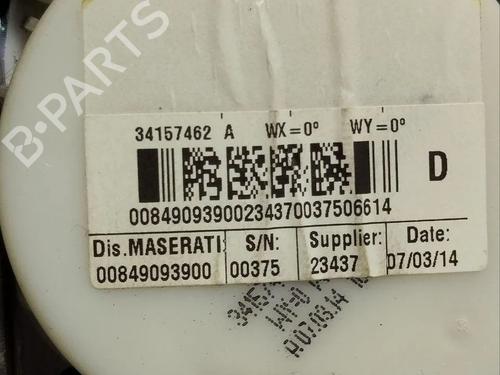 B-PARTS
34157462 A WX=0° WY=0°
D
00849093900234370037506614
Dis.MASERATI: S/N: Supplier: Date:
00849093900 00375 23437 07/03/14